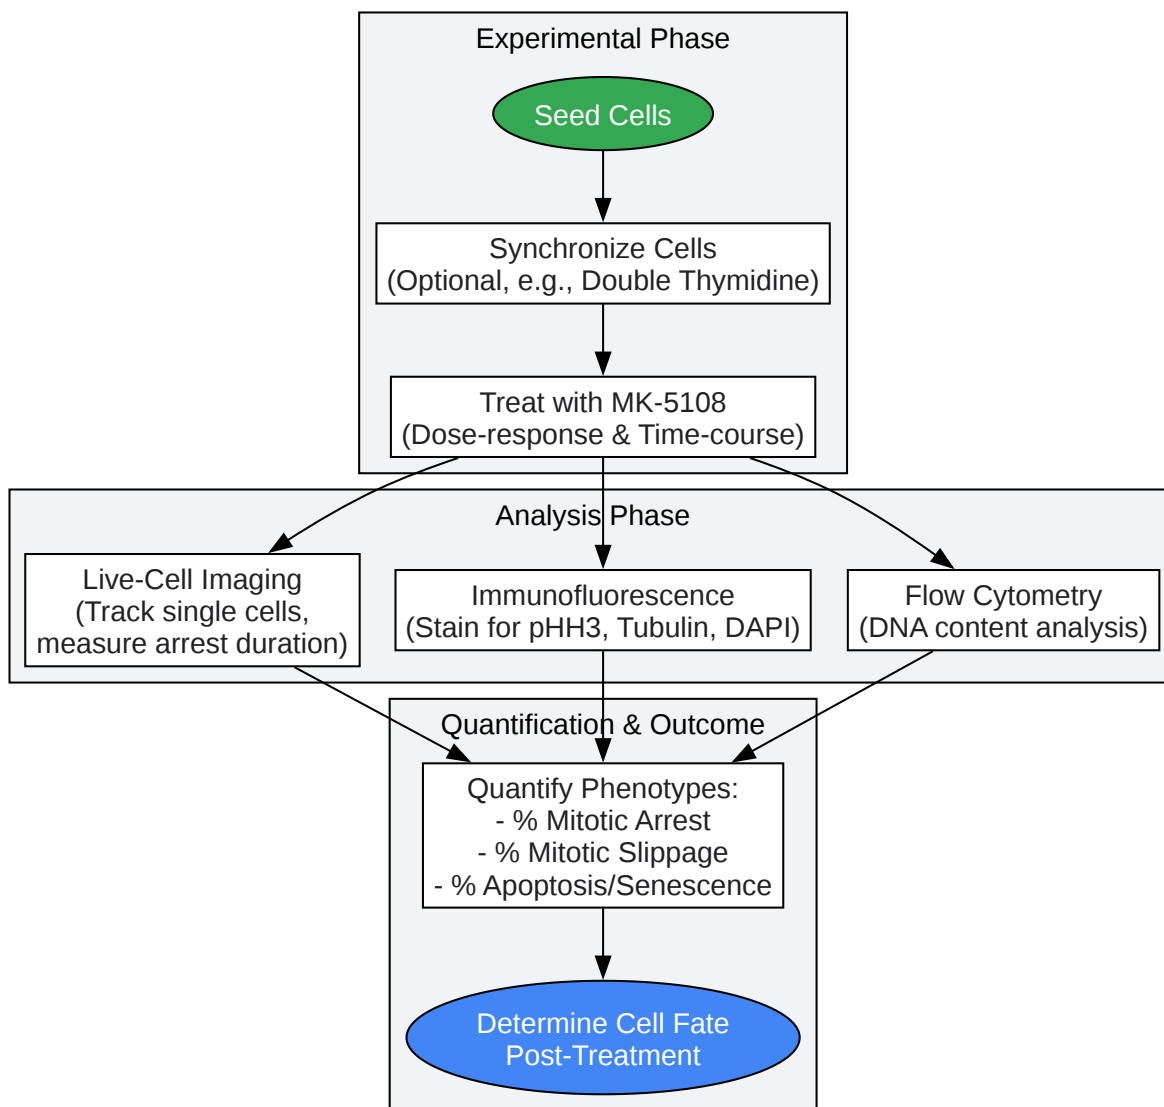 Experimental Phase
Seed Cells
Synchronize Cells
(Optional, e.g., Double Thymidine)
Treat with MK-5108
(Dose-response & Time-course)
Analysis Phase
Live-Cell Imaging
(Track single cells,
measure arrest duration)
Immunofluorescence
(Stain for pHH3, Tubulin, DAPI)
Flow Cytometry
(DNA content analysis)
Quantification & Outcome
Quantify Phenotypes:
- % Mitotic Arrest
- % Mitotic Slippage
- % Apoptosis/Senescence
Determine Cell Fate
Post-Treatment